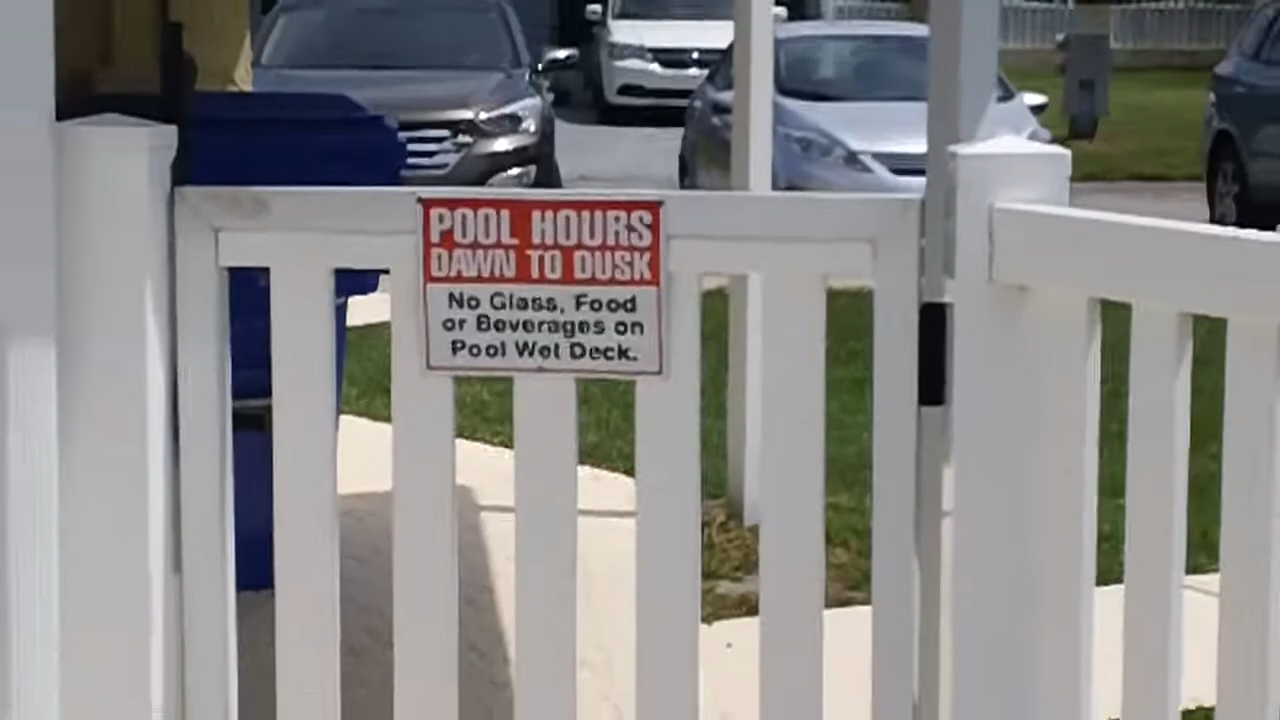 POOL HOURS
DAWN TO DUSK
No Glass, Food
or Beverages on
Pool Wet Deck.